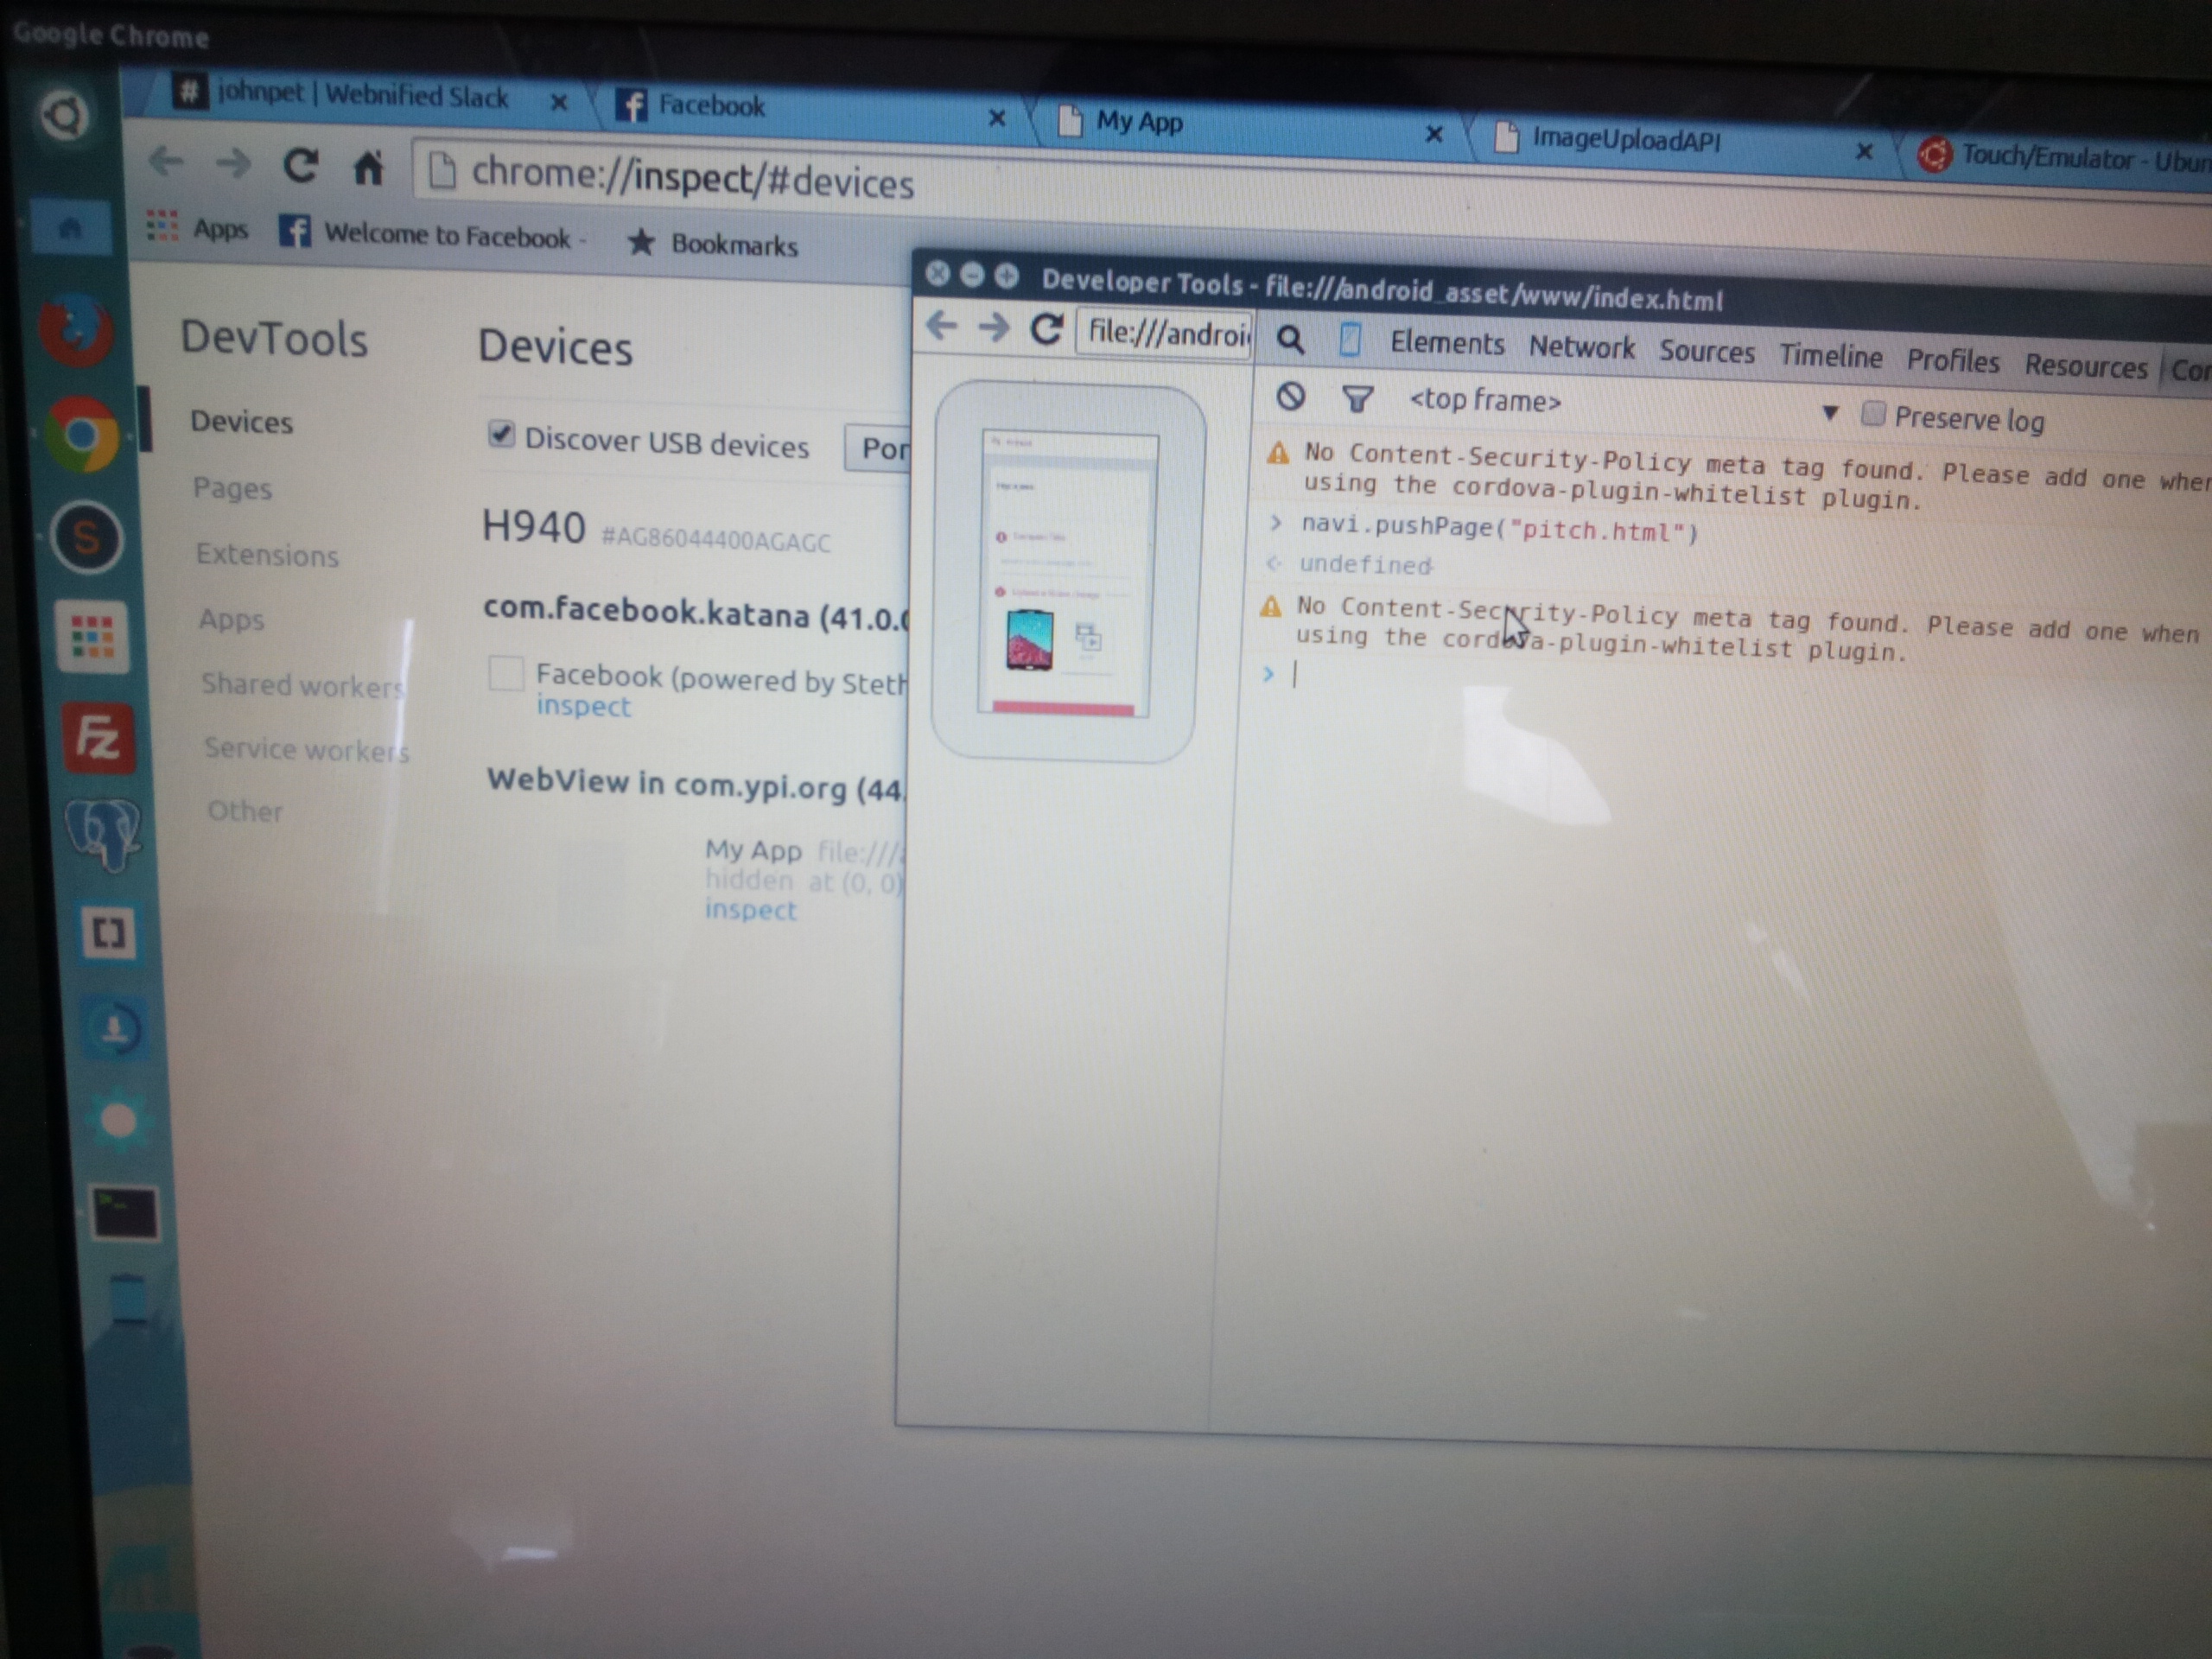 Google Chrome
johnpet | Webnified Slack
Facebook
My App
ImageUploadAPI
Touch/Emulator - Ubun
chrome://inspect/#devices
Apps
Welcome to Facebook -
Bookmarks
DevTools
Devices
Pages
Extensions
Apps
Shared workers
Service workers
Other
Devices
Discover USB devices
Por
H940 #AG86044400AGAGC
com.facebook.katana (41.0.0
Facebook (powered by Steth
inspect
WebView in com.ypi.org (44.
My App file:///a
hidden at (0, 0)
inspect
Developer Tools - file:///android_asset/www/index.html
file:///androi
Elements Network Sources Timeline Profiles Resources Con
<top frame>
Preserve log
No Content-Security-Policy meta tag found. Please add one when
using the cordova-plugin-whitelist plugin.
navi.pushPage("pitch.html")
undefined
No Content-Security-Policy meta tag found. Please add one when
using the cordova-plugin-whitelist plugin.
S
FZ